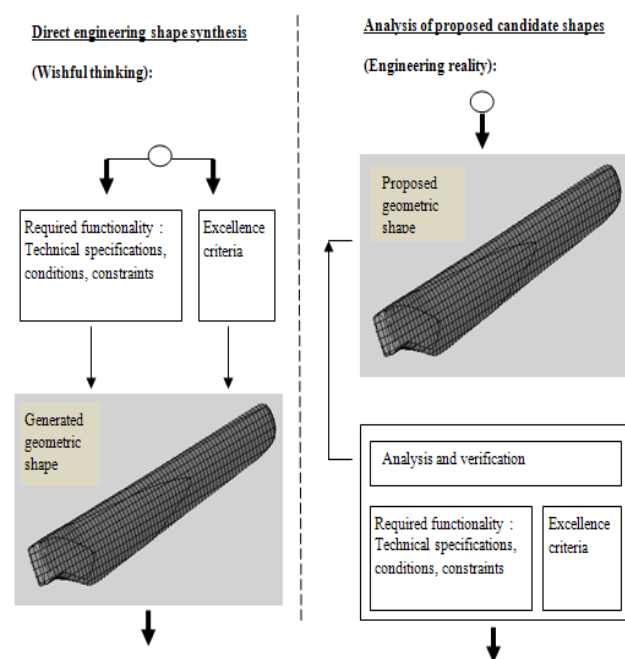 Direct engineering shape synthesis
(Wishful thinking):
Required functionality :
Technical specifications,
conditions, constraints
Excellence
criteria
Generated
geometric
shape
Analysis of proposed candidate shapes
(Engineering reality):
Proposed
geometric
shape
Analysis and verification
Required functionality :
Technical specifications,
conditions, constraints
Excellence
criteria